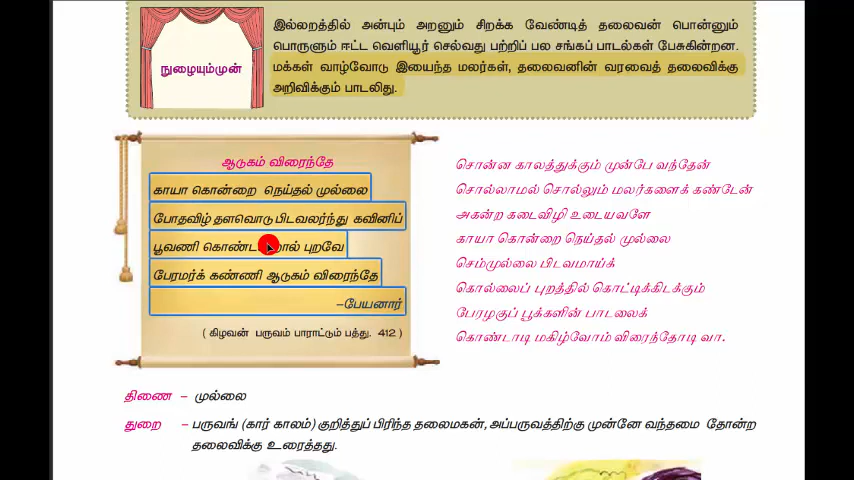 இல்லறத்தில் அன்பும் அறனும் சிறக்க வேண்டித் தலைவன் பொன்னும்
பொருளும் ஈட்ட வெளியூர் செல்வது பற்றிப் பல சங்கப் பாடல்கள் பேசுகின்றன.
நுழையும்முன்
மக்கள் வாழ்வோடு இயைந்த மலர்கள், தலைவனின் வரவைத் தலைவிக்கு
அறிவிக்கும் பாடலிது.
ஆடுகம் விரைந்தே
காயா கொன்றை நெய்தல் முல்லை
போதவிழ் தளவொடு பிடவலர்ந்து கவினிப்
பூவணி புறவே
பேரமர்க் கண்ணி ஆடுகம் விரைந்தே
–பேயனார்
( கிழவன் பருவம் பாராட்டும் பத்து. 412 )
சொன்ன காலத்துக்கும் முன்பே வந்தேன்
சொல்லாமல் சொல்லும் மலர்களைக் கண்டேன்
அகன்ற கடைவிழி உடையவளே
காயா கொன்றை நெய்தல் முல்லை
செம்முல்லை பிடவமாய்க்
கொல்லைப் புறத்தில் கொட்டிக்கிடக்கும்
பேரழகுப் பூக்களின் பாடலைக்
கொண்டாடி மகிழ்வோம் விரைந்தோடி வா.
திணை – முல்லை
துறை – பருவங் (கார் காலம்) குறித்துப் பிரிந்த தலைமகன், அப்பருவத்திற்கு முன்னே வந்தமை தோன்ற
தலைவிக்கு உரைத்தது.